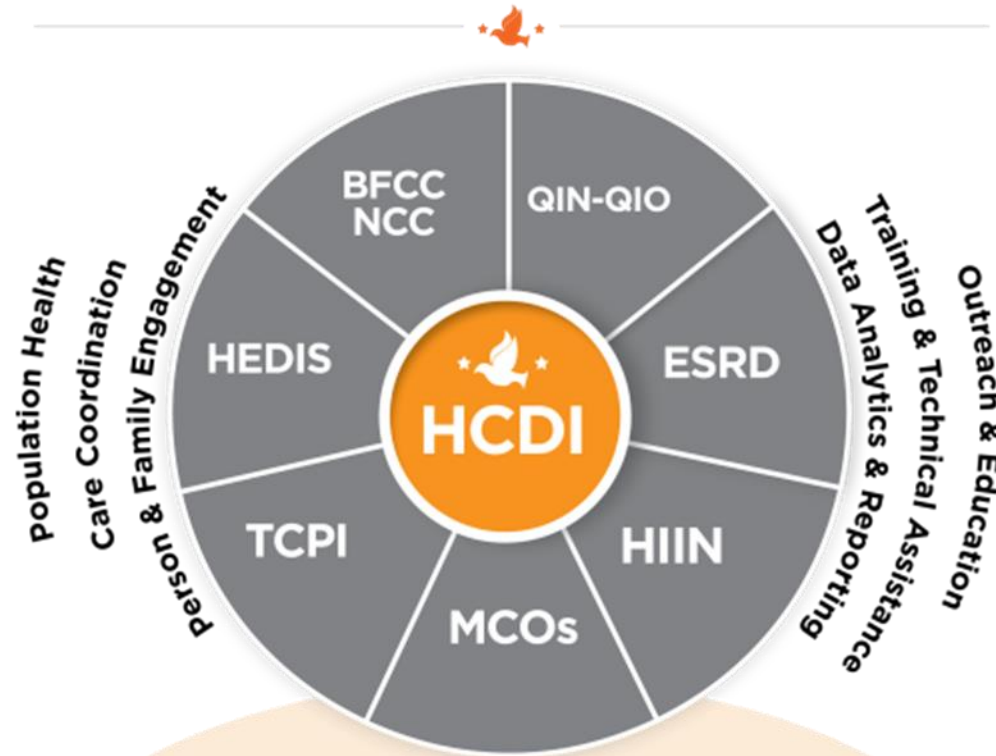 BFCC
NCC
QIN-QIO
HEDIS
ESRD
HCDI
TCPI
HIIN
MCOs
Population Health
Care Coordination
Person & Family Engagement
Data Analytics & Reporting
Training & Technical Assistance
Outreach & Education